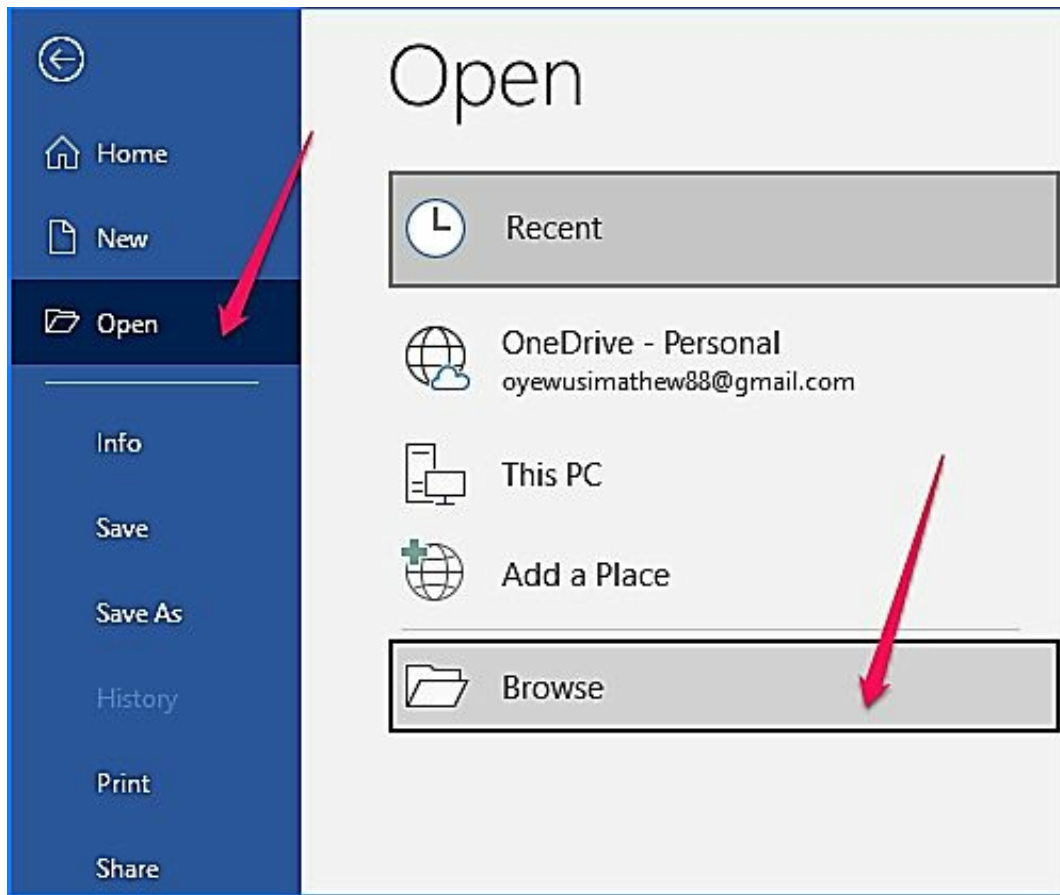 Home
New
Open
Info
Save
Save As
History
Print
Share
Open
Recent
OneDrive - Personal
oyewusimathew88@gmail.com
This PC
Add a Place
Browse